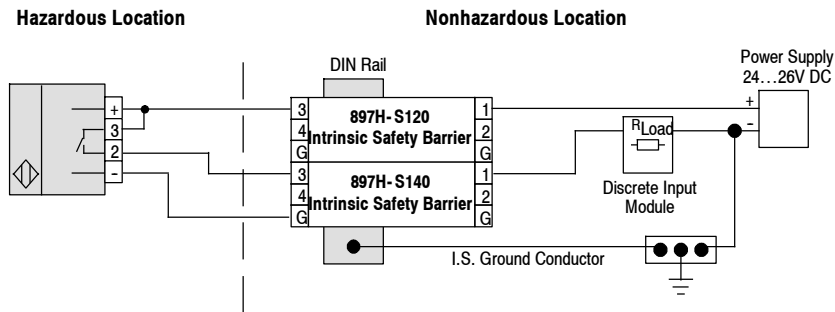 Hazardous Location
Nonhazardous Location
DIN Rail
Power Supply
24...26V DC
+
3
2
-
3
4
G
897H-S120
Intrinsic Safety Barrier
1
2
G
3
4
G
897H-S140
Intrinsic Safety Barrier
1
2
G
RLoad
Discrete Input
Module
+
-
I.S. Ground Conductor